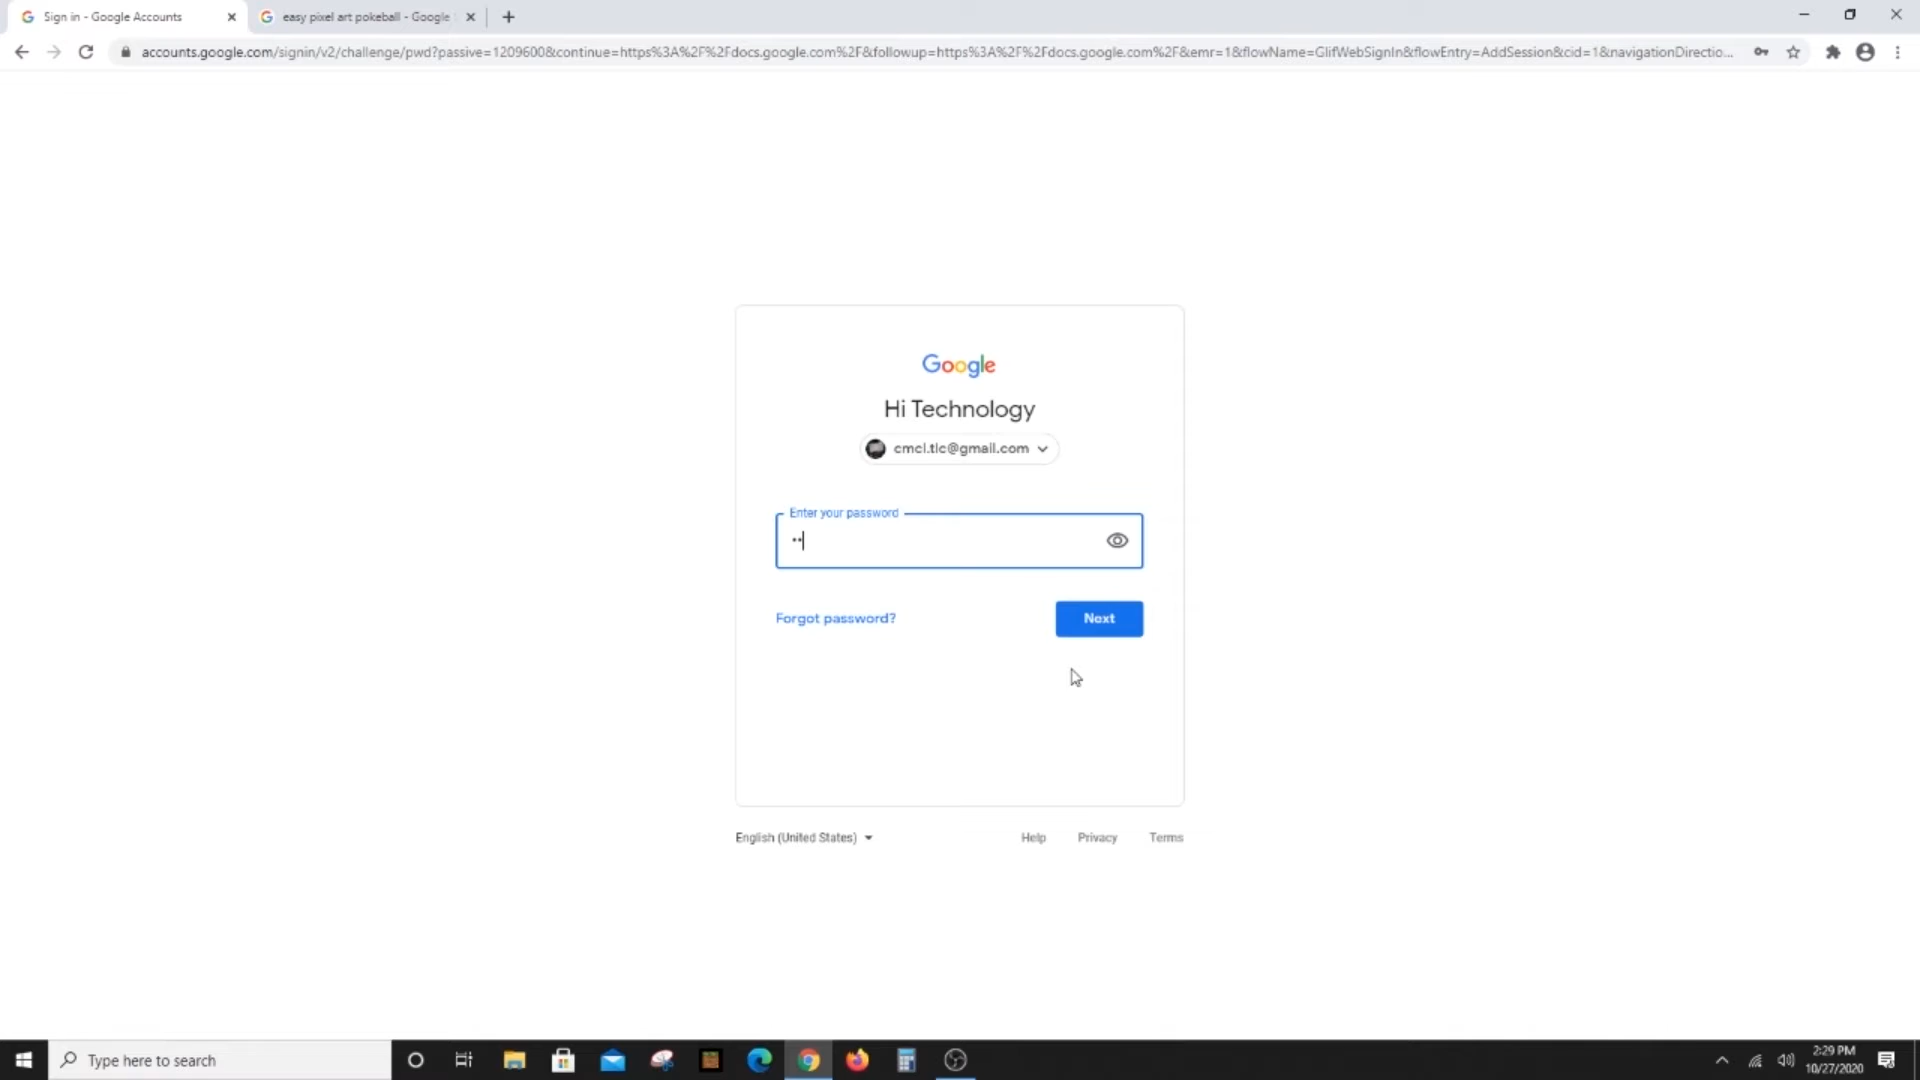 Sign in - Google Accounts
easy pixel art pokeball - Google
accounts.google.com/signin/v2/challenge/pwd?passive=1209600&continue=https%3A%2F%2Fdocs.google.com%2F&followup=https%3A%2F%2Fdocs.google.com%2F&emr=1&flowName=GlifWebSignIn&flowEntry=AddSession&cid=1&navigationDirectio...
Google
Hi Technology
cmcl.tlc@gmail.com
Enter your password
Forgot password?
Next
English (United States)
Help
Privacy
Terms
Type here to search
2:29 PM
10/27/2020